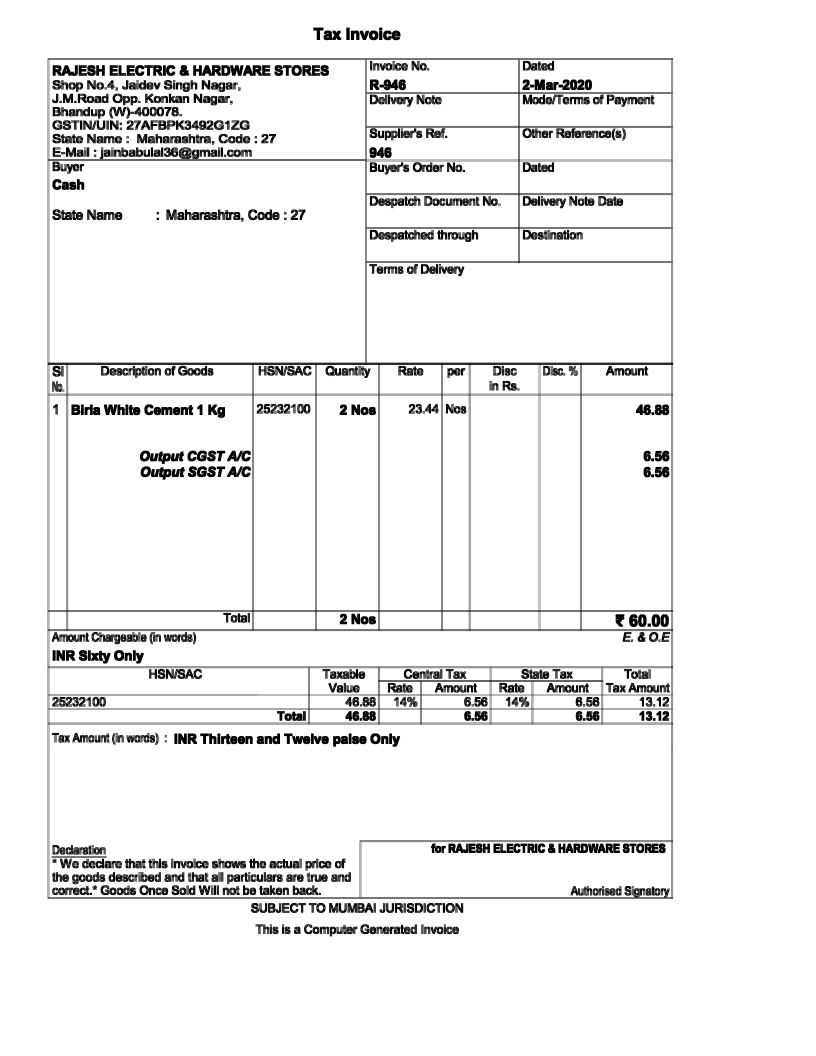 Tax Invoice
RAJESH ELECTRIC & HARDWARE STORES
Shop No.4, Jaidev Singh Nagar,
J.M.Road Opp. Konkan Nagar,
Bhandup (W)-400078.
GSTIN/UIN: 27AFBPK3492G1ZG
State Name : Maharashtra, Code : 27
E-Mail : jainbabulal36@gmail.com
Invoice No. Dated
R-946 2-Mar-2020
Delivery Note Mode/Terms of Payment
Supplier's Ref. Other Reference(s)
946
Buyer
Cash
State Name : Maharashtra, Code : 27
Buyer's Order No. Dated
Despatch Document No. Delivery Note Date
Despatched through Destination
Terms of Delivery
Sl Description of Goods HSN/SAC Quantity Rate per Disc Disc. % Amount
No. in Rs.
1 Birla White Cement 1 Kg 25232100 2 Nos 23.44 Nos 46.88
Output CGST A/C 6.56
Output SGST A/C 6.56
Total 2 Nos ₹ 60.00
Amount Chargeable (in words) E. & O.E
INR Sixty Only
HSN/SAC Taxable Central Tax State Tax Total
Value Rate Amount Rate Amount Tax Amount
25232100 46.88 14% 6.56 14% 6.56 13.12
Total 46.88 6.56 6.56 13.12
Tax Amount (in words) : INR Thirteen and Twelve paise Only
Declaration
" We declare that this invoice shows the actual price of
the goods described and that all particulars are true and
correct." Goods Once Sold Will not be taken back.
for RAJESH ELECTRIC & HARDWARE STORES
Authorised Signatory
SUBJECT TO MUMBAI JURISDICTION
This is a Computer Generated Invoice